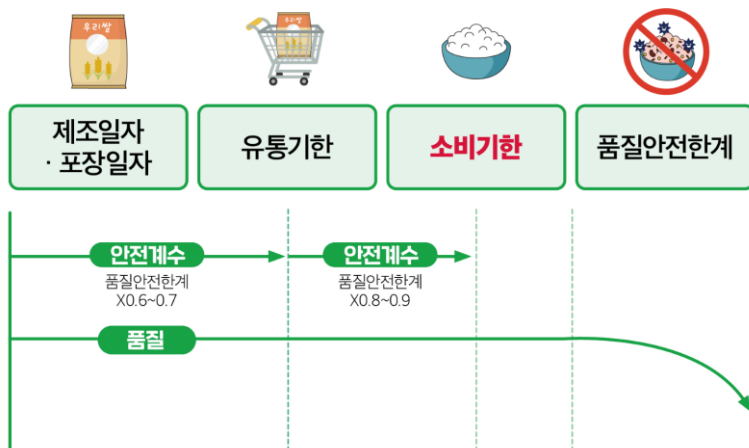 우리쌀
우리쌀
제조일자
· 포장일자
유통기한
소비기한
품질안전한계
안전계수
품질안전한계
X0.6~0.7
안전계수
품질안전한계
X0.8~0.9
품질